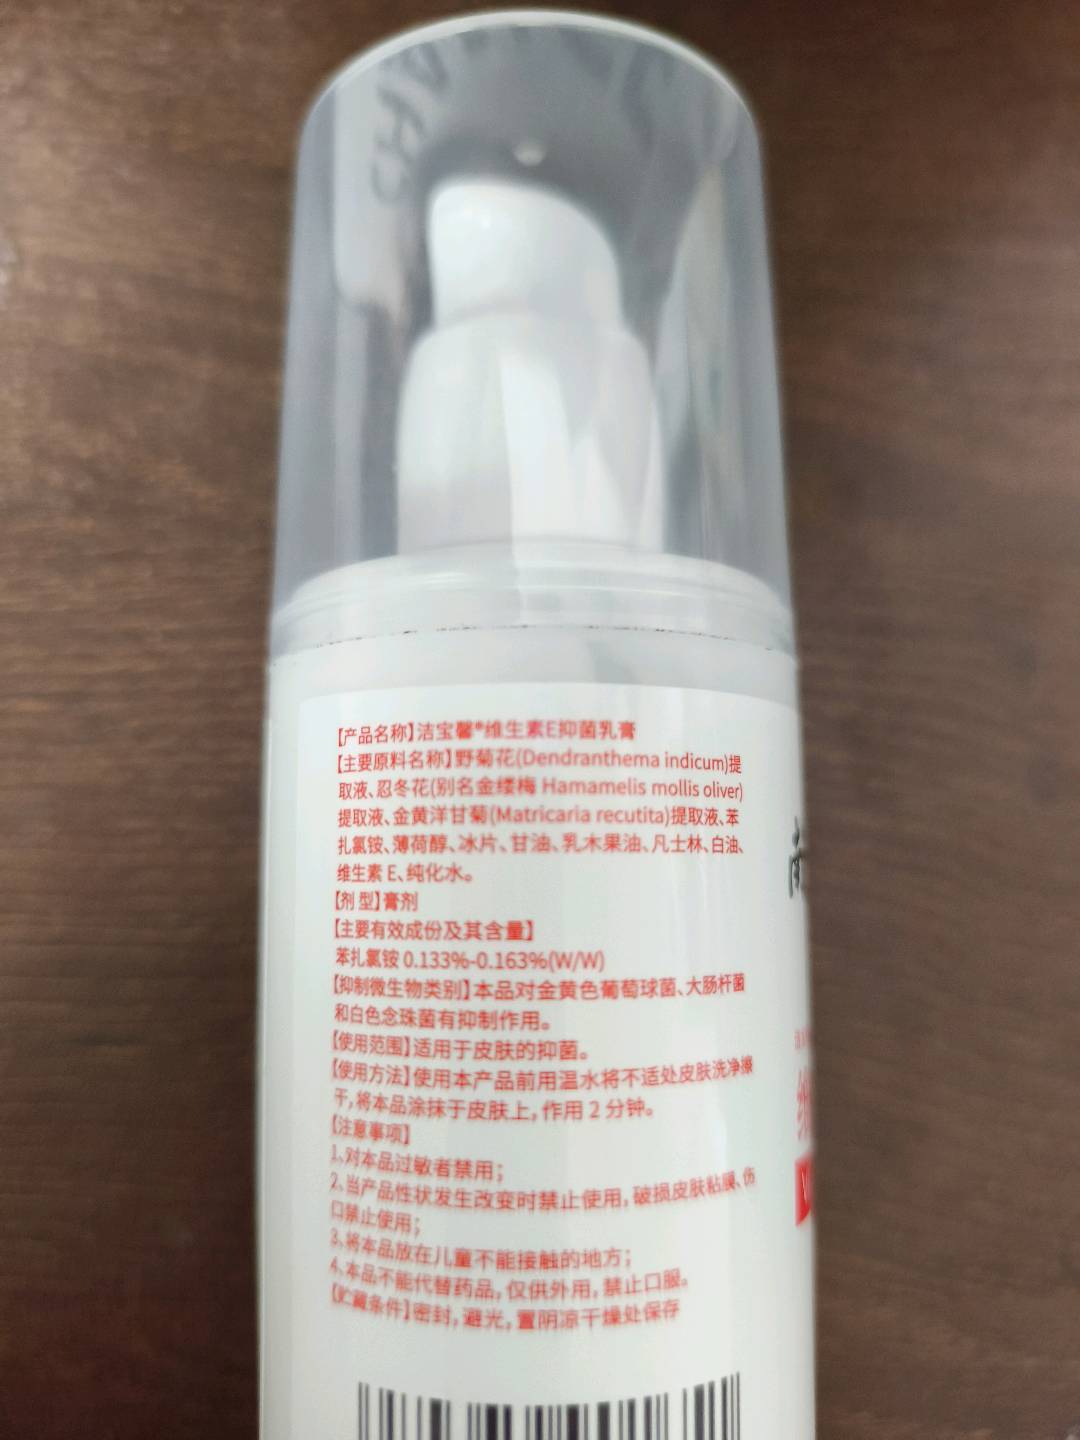 【产品名称】洁宝馨®维生素E抑菌乳膏
【主要原料名称】野菊花(Dendranthema indicum)提
取液、忍冬花(别名金缕梅 Hamamelis mollis oliver)
提取液、金黄洋甘菊(Matricaria recutita)提取液、苯
扎氯铵、薄荷醇、冰片、甘油、乳木果油、凡士林、白油、
维生素 E、纯化水。
【剂 型】膏剂
【主要有效成份及其含量】
苯扎氯铵 0.133%-0.163%(W/W)
【抑制微生物类别】本品对金黄色葡萄球菌、大肠杆菌
和白色念珠菌有抑制作用。
【使用范围】适用于皮肤的抑菌。
【使用方法】使用本产品前用温水将不适处皮肤洗净擦
干,将本品涂抹于皮肤上,作用 2 分钟。
【注意事项】
1、对本品过敏者禁用;
2、当产品性状发生改变时禁止使用,破损皮肤粘膜、伤
口禁止使用;
3、将本品放在儿童不能接触的地方;
4、本品不能代替药品,仅供外用,禁止口服。
【贮藏条件】密封,避光,置阴凉干燥处保存